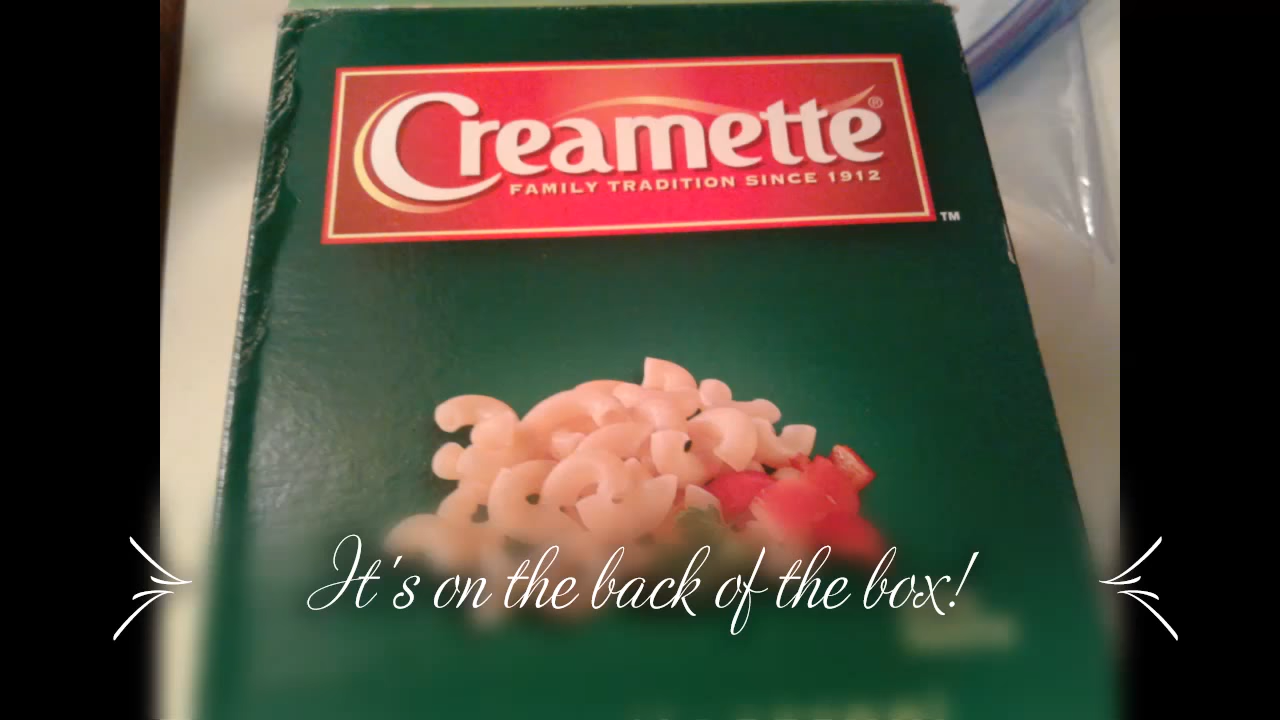 Creamette®
FAMILY TRADITION SINCE 1912
™
It's on the back of the box!